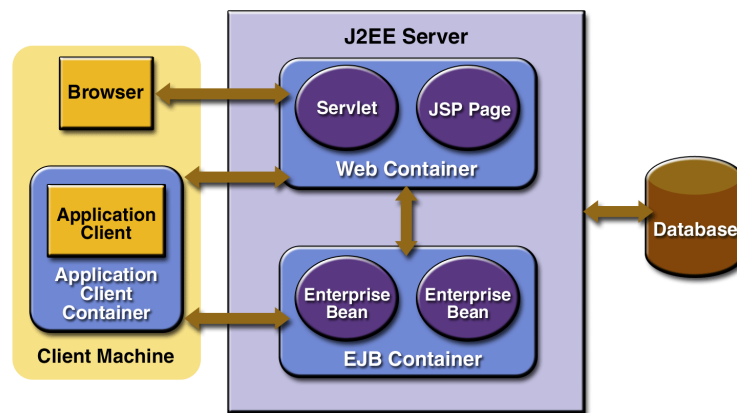 J2EE Server
Browser
Servlet
JSP Page
Web Container
Application
Client
Application
Client
Container
Client Machine
Database
Enterprise
Bean
Enterprise
Bean
EJB Container